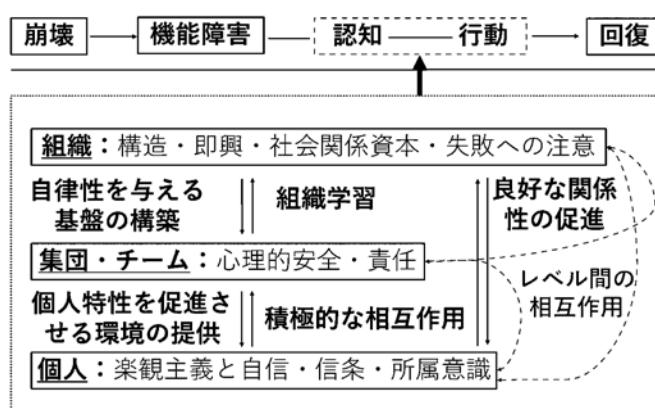 崩壊 機能障害 認知 行動 回復
組織：構造・即興・社会関係資本・失敗への注意
自律性を与える
基盤の構築
組織学習
良好な関係
性の促進
集団・チーム：心理的安全・責任
レベル間の
相互作用
個人特性を促進さ
せる環境の提供
積極的な相互作用
個人：楽観主義と自信・信条・所属意識